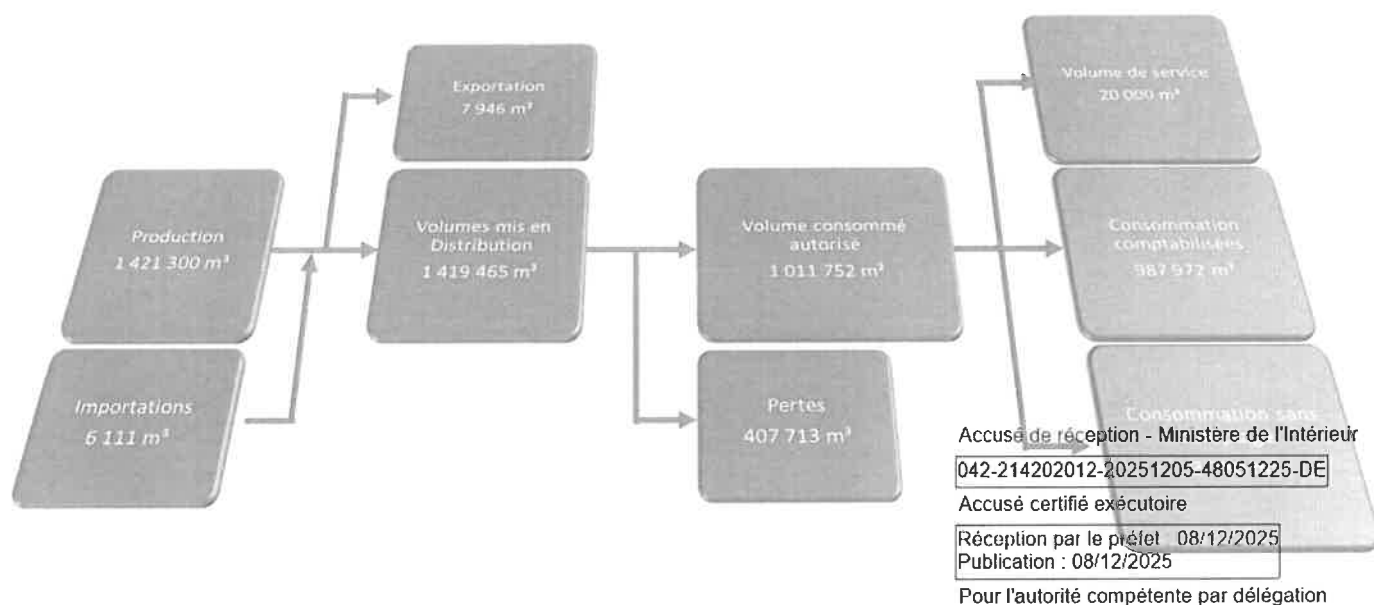 Exportation
7 946 m³
Volume de service
20 000 m³
Production
1 421 300 m³
Volumes mis en
Distribution
1 419 465 m³
Volume consommé
autorisé
1 011 752 m³
Consommation
comptabilisées
987 972 m³
Importations
6 111 m³
Pertes
407 713 m³
Consommation sans
Accusé de réception - Ministère de l'Intérieur
042-214202012-20251205-48051225-DE
Accusé certifié exécutoire
Réception par le préfet : 08/12/2025
Publication : 08/12/2025
Pour l'autorité compétente par délégation